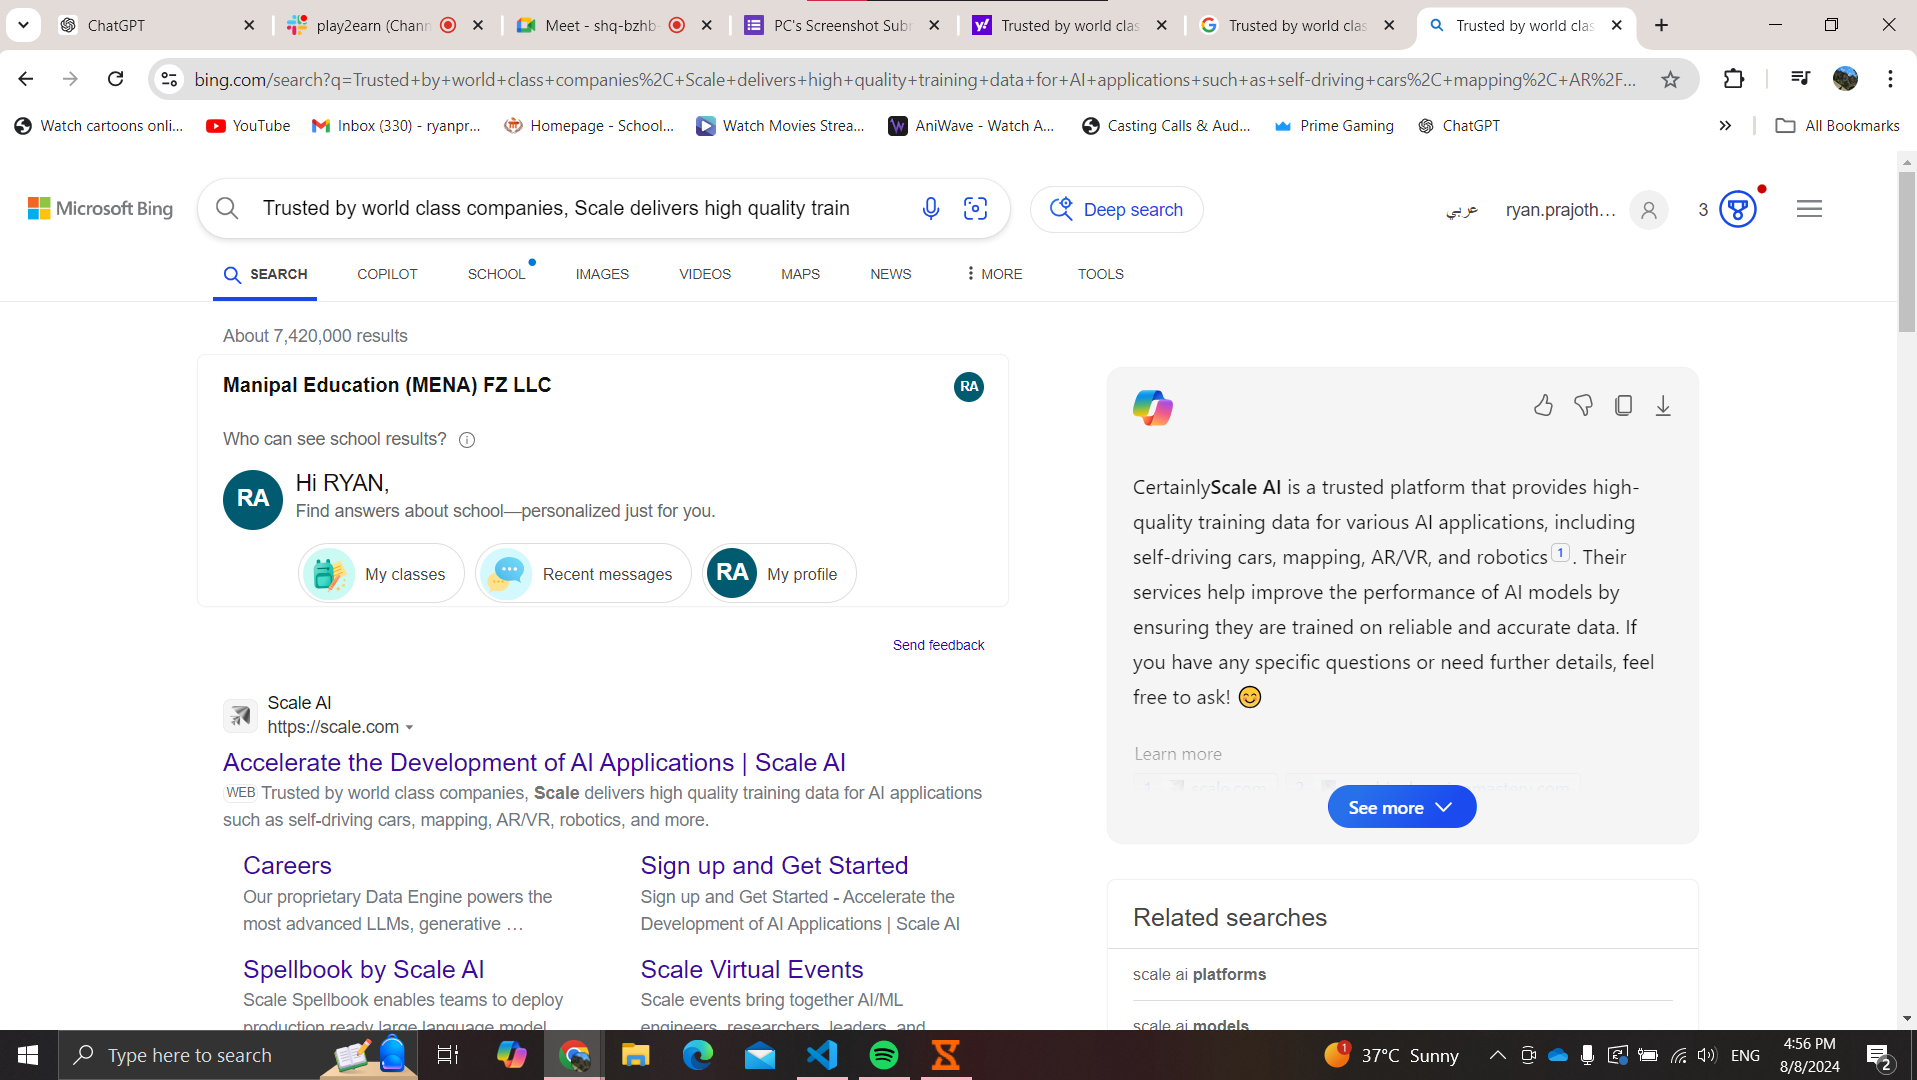 ChatGPT
play2earn (Chann
Meet - shq-bzhb
PC's Screenshot Subr
Trusted by world clas
Trusted by world clas
Trusted by world clas
bing.com/search?q=Trusted+by+world+class+companies%2C+Scale+delivers+high+quality+training+data+for+AI+applications+such+as+self-driving+cars%2C+mapping%2C+AR%2F...
Watch cartoons onli...
YouTube
Inbox (330) - ryanpr...
Homepage - School...
Watch Movies Strea...
AniWave - Watch A...
Casting Calls & Aud...
Prime Gaming
ChatGPT
All Bookmarks
Microsoft Bing
Trusted by world class companies, Scale delivers high quality train
Deep search
عربي
ryan.prajoth...
3
SEARCH
COPILOT
SCHOOL
IMAGES
VIDEOS
MAPS
NEWS
MORE
TOOLS
About 7,420,000 results
Manipal Education (MENA) FZ LLC
RA
Who can see school results?
RA
Hi RYAN,
Find answers about school—personalized just for you.
My classes
Recent messages
RA
My profile
Send feedback
Scale AI
https://scale.com
Accelerate the Development of AI Applications | Scale AI
WEB Trusted by world class companies, Scale delivers high quality training data for AI applications
such as self-driving cars, mapping, AR/VR, robotics, and more.
Careers
Our proprietary Data Engine powers the
most advanced LLMs, generative …
Sign up and Get Started
Sign up and Get Started - Accelerate the
Development of AI Applications | Scale AI
Spellbook by Scale AI
Scale Spellbook enables teams to deploy
production ready large language model
Scale Virtual Events
Scale events bring together AI/ML
engineers, researchers, leaders, and
CertainlyScale AI is a trusted platform that provides high-
quality training data for various AI applications, including
self-driving cars, mapping, AR/VR, and robotics 1 . Their
services help improve the performance of AI models by
ensuring they are trained on reliable and accurate data. If
you have any specific questions or need further details, feel
free to ask!
Learn more
1 scale.com
2
See more
Related searches
scale ai platforms
scale ai models
Type here to search
1
37°C Sunny
ENG
4:56 PM
8/8/2024
2